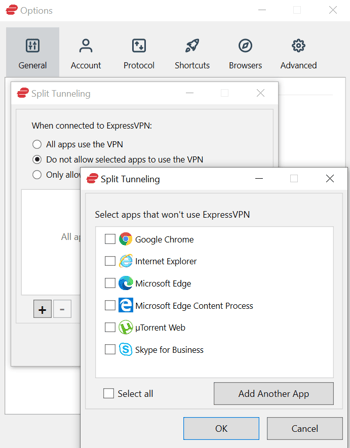 Options
General
Account
Protocol
Shortcuts
Browsers
Advanced
Split Tunneling
When connected to ExpressVPN:
All apps use the VPN
Do not allow selected apps to use the VPN
Only allow
All ap
+
-
Split Tunneling
Select apps that won't use ExpressVPN
Google Chrome
Internet Explorer
Microsoft Edge
Microsoft Edge Content Process
µTorrent Web
Skype for Business
Select all
Add Another App
OK
Cancel